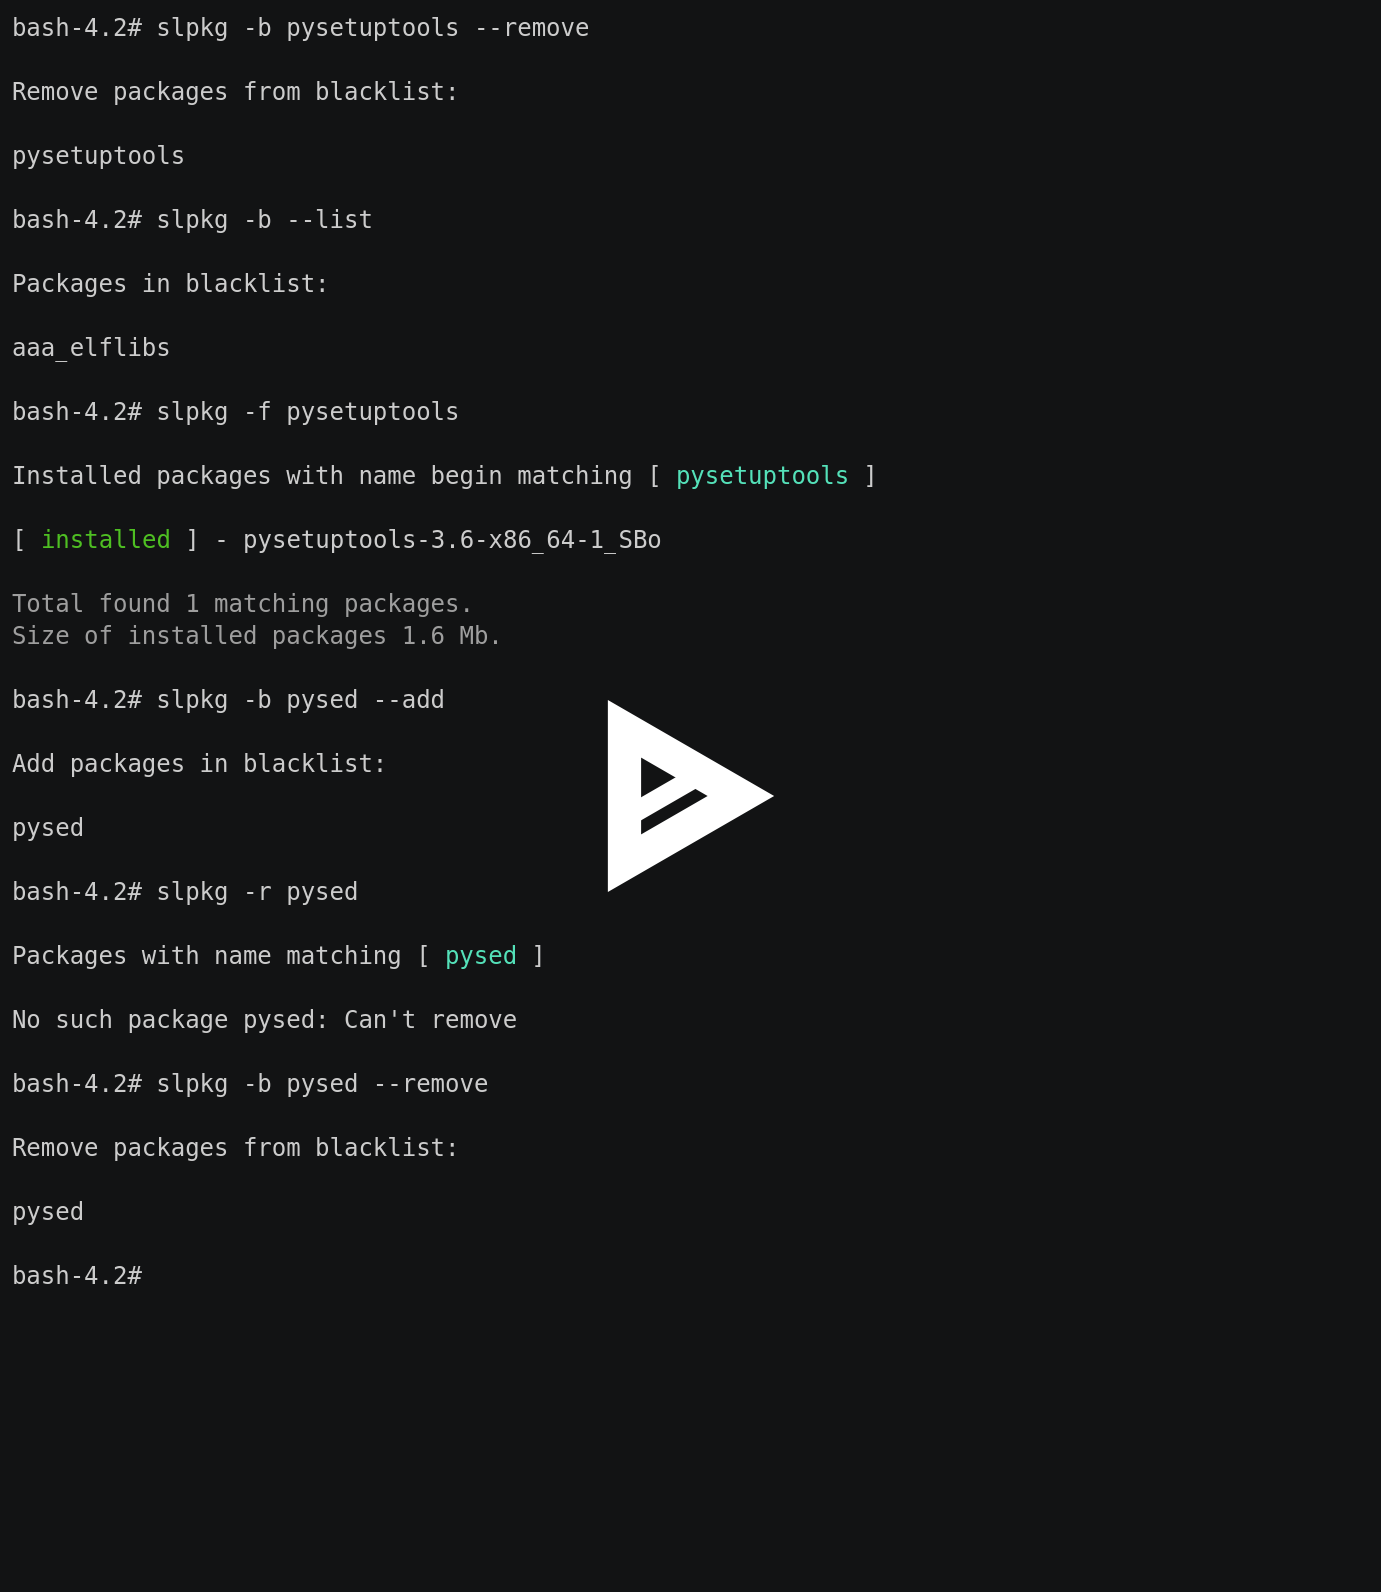 bash-4.2# slpkg -b pysetuptools --remove
Remove packages from blacklist:
pysetuptools
bash-4.2# slpkg -b --list
Packages in blacklist:
aaa_elflibs
bash-4.2# slpkg -f pysetuptools
Installed packages with name begin matching [ pysetuptools ]
[ installed ] - pysetuptools-3.6-x86_64-1_SBo
Total found 1 matching packages.
Size of installed packages 1.6 Mb.
bash-4.2# slpkg -b pysed --add
Add packages in blacklist:
pysed
bash-4.2# slpkg -r pysed
Packages with name matching [ pysed ]
No such package pysed: Can't remove
bash-4.2# slpkg -b pysed --remove
Remove packages from blacklist:
pysed
bash-4.2#